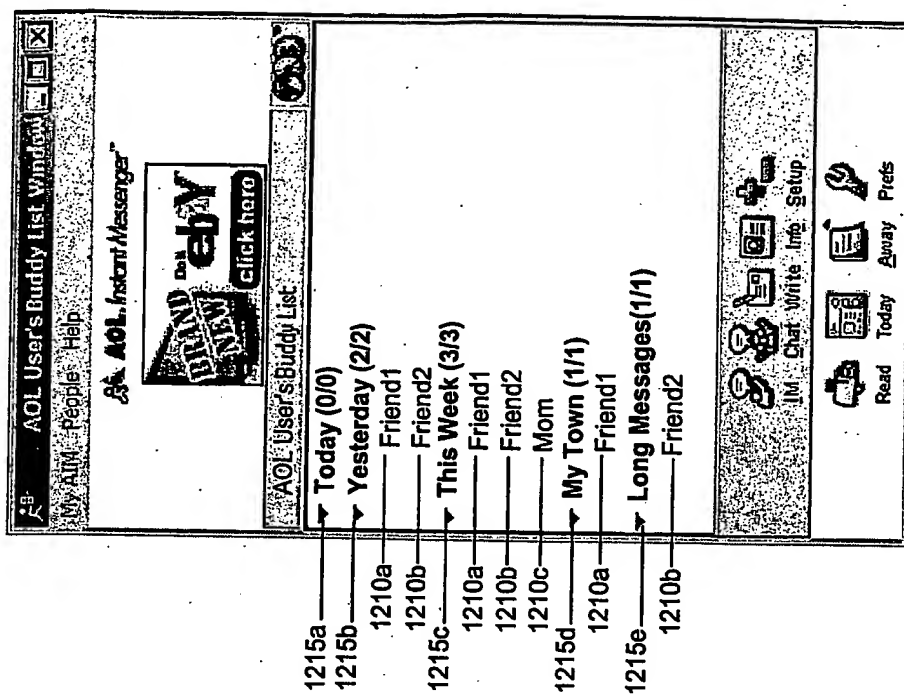 AOL User's Buddy List Window
My AIM People Help
AOL Instant Messenger™
BRAND
NEW
Do It
ebY
click here
AOL User's Buddy List
1215a Today (0/0)
1215b Yesterday (2/2)
1210a Friend1
1210b Friend2
1215c This Week (3/3)
1210a Friend1
1210b Friend2
1210c Mom
1215d My Town (1/1)
1210a Friend1
1215e Long Messages(1/1)
1210b Friend2
IM Chat Write Info Setup
Read Today Away Prefs